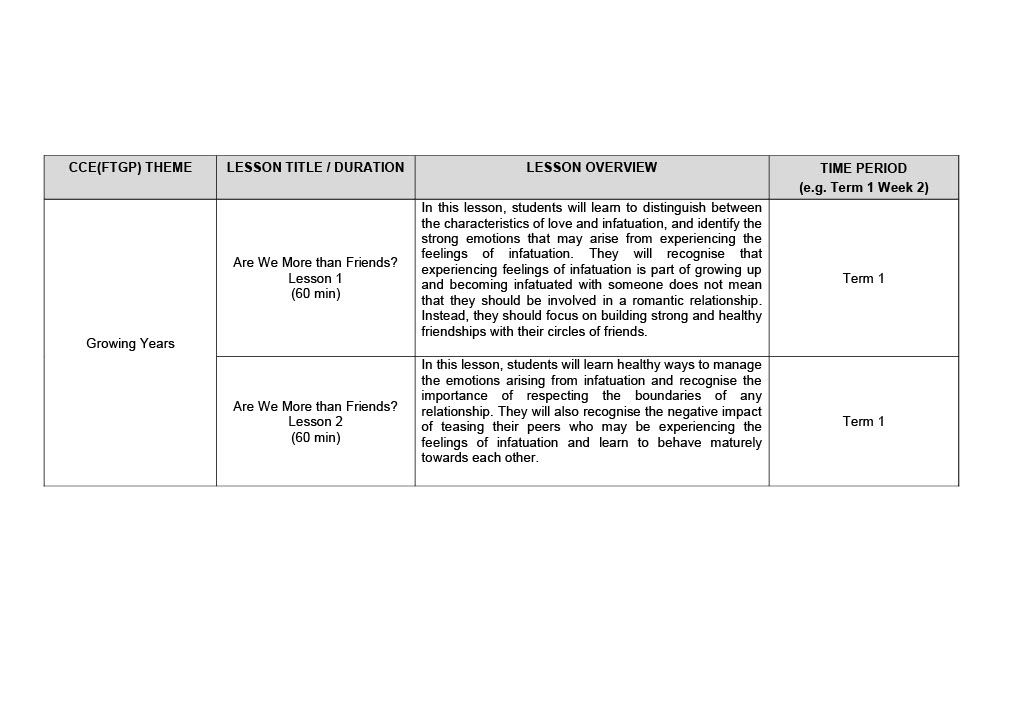 CCE(FTGP) THEME
LESSON TITLE / DURATION
LESSON OVERVIEW
TIME PERIOD
(e.g. Term 1 Week 2)
Growing Years
Are We More than Friends?
Lesson 1
(60 min)
In this lesson, students will learn to distinguish between
the characteristics of love and infatuation, and identify the
strong emotions that may arise from experiencing the
feelings of infatuation. They will recognise that
experiencing feelings of infatuation is part of growing up
and becoming infatuated with someone does not mean
that they should be involved in a romantic relationship.
Instead, they should focus on building strong and healthy
friendships with their circles of friends.
Term 1
Are We More than Friends?
Lesson 2
(60 min)
In this lesson, students will learn healthy ways to manage
the emotions arising from infatuation and recognise the
importance of respecting the boundaries of any
relationship. They will also recognise the negative impact
of teasing their peers who may be experiencing the
feelings of infatuation and learn to behave maturely
towards each other.
Term 1